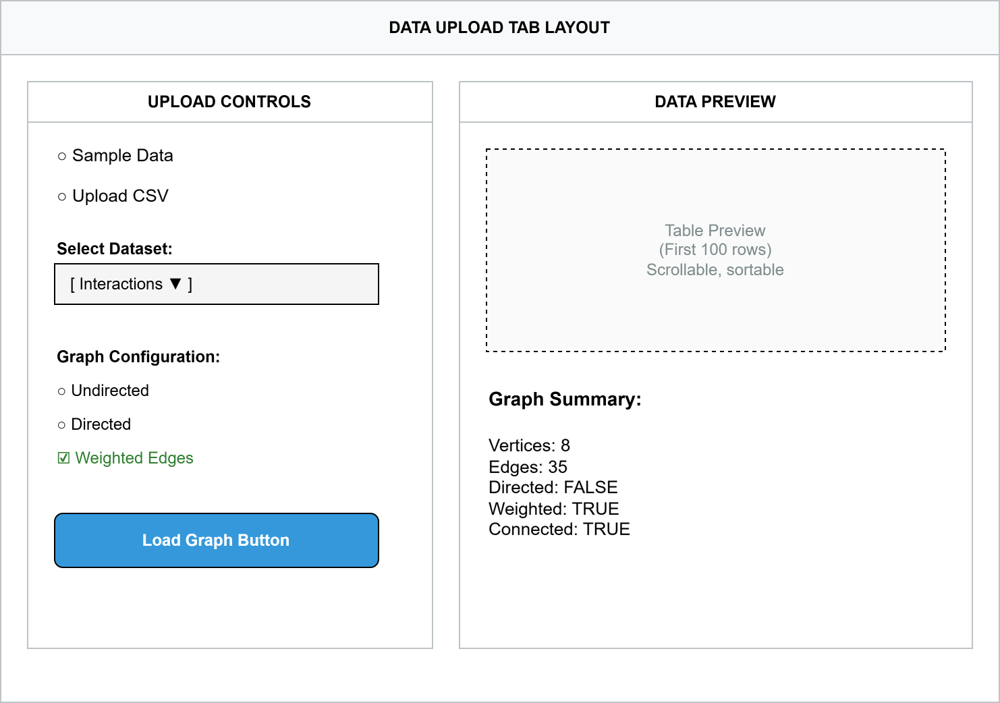 DATA UPLOAD TAB LAYOUT
UPLOAD CONTROLS
○ Sample Data
○ Upload CSV
Select Dataset:
[ Interactions ▼ ]
Graph Configuration:
○ Undirected
○ Directed
☑ Weighted Edges
Load Graph Button
DATA PREVIEW
Table Preview
(First 100 rows)
Scrollable, sortable
Graph Summary:
Vertices: 8
Edges: 35
Directed: FALSE
Weighted: TRUE
Connected: TRUE